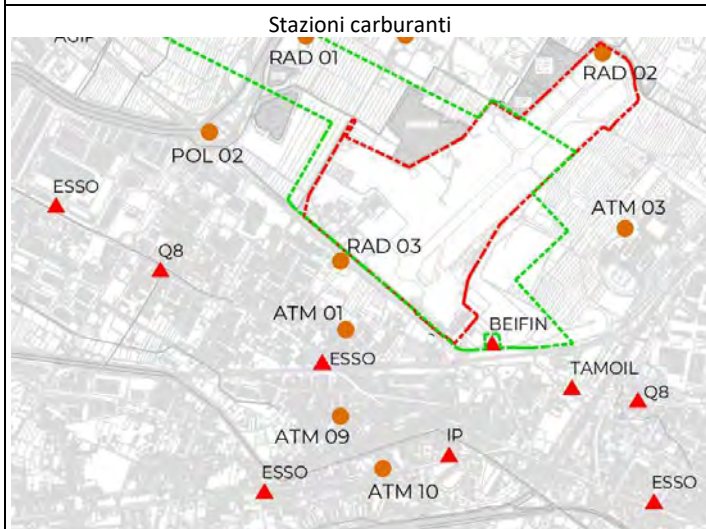 Stazioni carburanti
AGIP
RAD 01
RAD 02
POL 02
ESSO
ATM 03
Q8
RAD 03
ATM 01
BEIFIN
ESSO
TAMOIL
Q8
ATM 09
IP
ESSO
ATM 10
ESSO